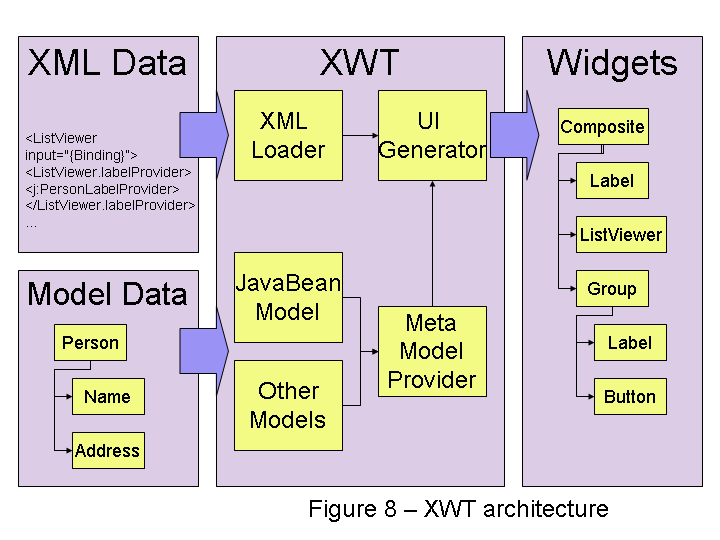 XML Data
<ListViewer
input="{Binding}">
<ListViewer.labelProvider>
<j:PersonLabelProvider>
</ListViewer.labelProvider>
...
Model Data
Person
Name
Address
XWT
XML
Loader
UI
Generator
JavaBean
Model
Other
Models
Meta
Model
Provider
Widgets
Composite
Label
ListViewer
Group
Label
Button
Figure 8 – XWT architecture